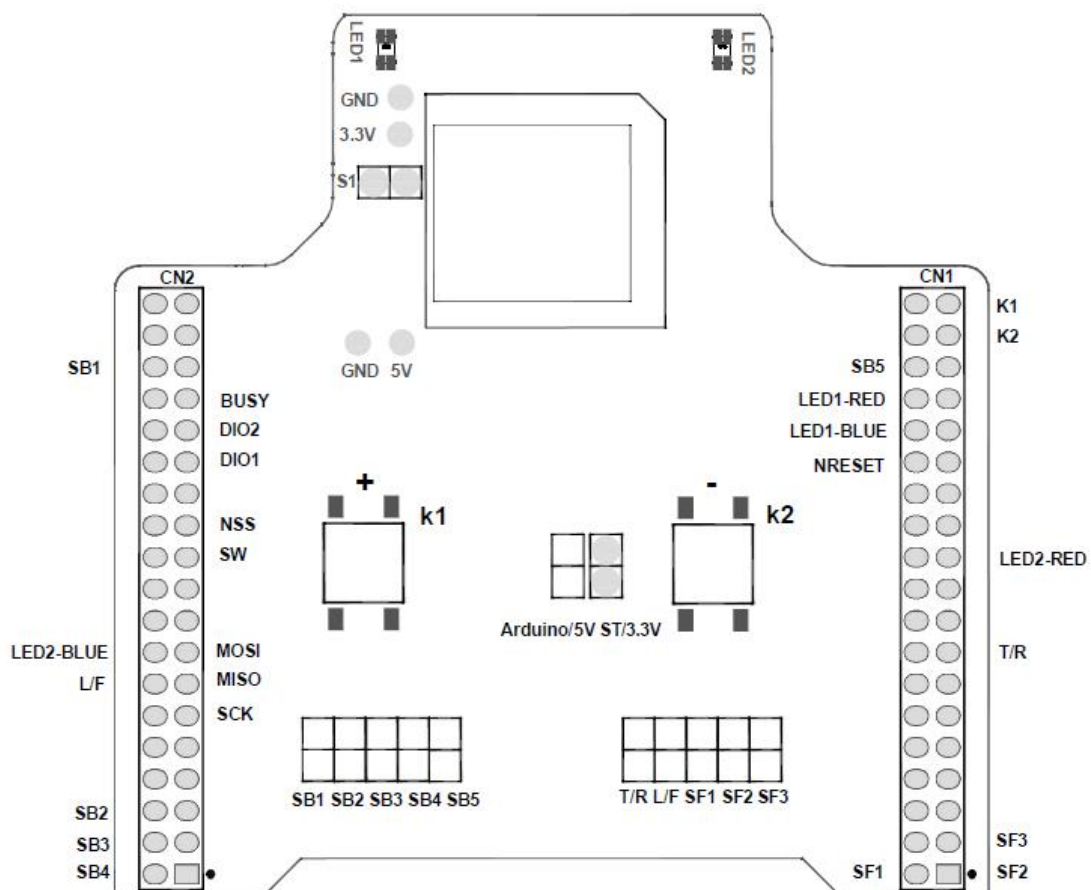 LED1
LED2
GND
3.3V
S1
CN2
CN1
K1
K2
SB1
GND 5V
SB5
BUSY
LED1-RED
DIO2
LED1-BLUE
DIO1
NRESET
+
-
k1
k2
NSS
SW
LED2-RED
Arduino/5V ST/3.3V
LED2-BLUE
MOSI
T/R
L/F
MISO
SCK
SB1 SB2 SB3 SB4 SB5
T/R L/F SF1 SF2 SF3
SB2
SB3
SF3
SB4
SF1
SF2